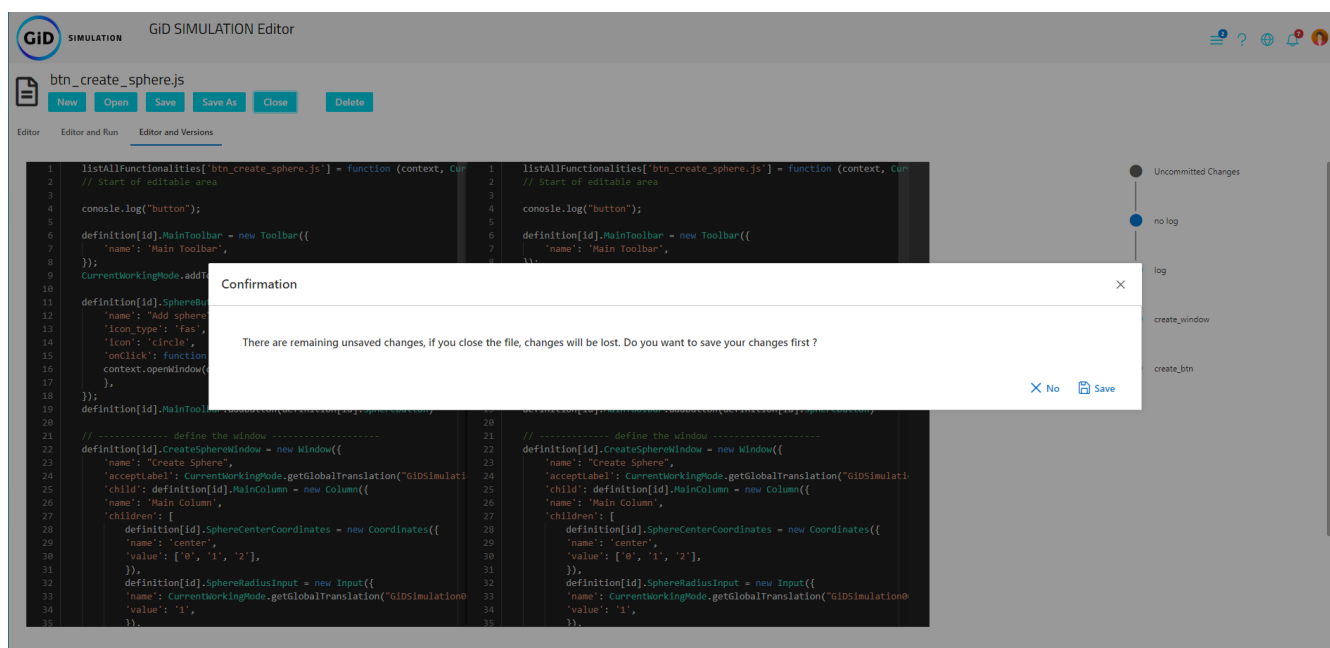 GiD SIMULATION
GiD SIMULATION Editor
2
7
btn_create_sphere.js
New Open Save Save As Close Delete
Editor Editor and Run Editor and Versions
1 listAllFunctionalities['btn_create_sphere.js'] = function (context, Cur
2 // Start of editable area
3
4 conosle.log("button");
5
6 definition[id].MainToolbar = new Toolbar({
7 'name': 'Main Toolbar',
8 });
9 CurrentWorkingMode.addT
10
11 definition[id].SphereBu
12 'name': "Add sphere"
13 'icon_type': 'fas',
14 'icon': 'circle',
15 'onClick': function
16 context.openWindow(
17 },
18 });
19 definition[id].MainTool
20
21 // ------------- define the window --------------------
22 definition[id].CreateSphereWindow = new Window({
23 'name': "Create Sphere",
24 'acceptLabel': CurrentWorkingMode.getGlobalTranslation("GiDSimulati
25 'child': definition[id].MainColumn = new Column({
26 'name': 'Main Column',
27 'children': [
28 definition[id].SphereCenterCoordinates = new Coordinates({
29 'name': 'center',
30 'value': ['0', '1', '2'],
31 }),
32 definition[id].SphereRadiusInput = new Input({
33 'name': CurrentWorkingMode.getGlobalTranslation("GiDSimulation0
34 'value': '1',
35 }),
1 listAllFunctionalities['btn_create_sphere.js'] = function (context, Cur
2 // Start of editable area
3
4 conosle.log("button");
5
6 definition[id].MainToolbar = new Toolbar({
7 'name': 'Main Toolbar',
8 });
20
21 // ------------- define the window --------------------
22 definition[id].CreateSphereWindow = new Window({
23 'name': "Create Sphere",
24 'acceptLabel': CurrentWorkingMode.getGlobalTranslation("GiDSimulati
25 'child': definition[id].MainColumn = new Column({
26 'name': 'Main Column',
27 'children': [
28 definition[id].SphereCenterCoordinates = new Coordinates({
29 'name': 'center',
30 'value': ['0', '1', '2'],
31 }),
32 definition[id].SphereRadiusInput = new Input({
33 'name': CurrentWorkingMode.getGlobalTranslation("GiDSimulation0
34 'value': '1',
35 }),
Confirmation
There are remaining unsaved changes, if you close the file, changes will be lost. Do you want to save your changes first ?
No Save
Uncommitted Changes
no log
log
create_window
create_btn